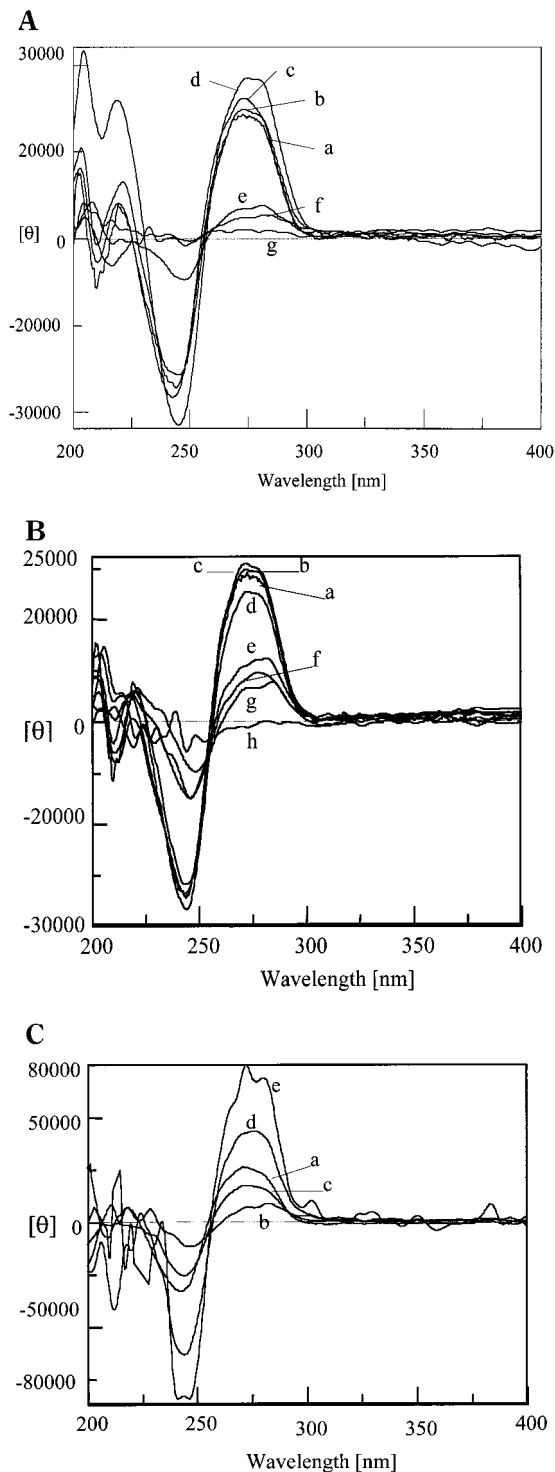 A
30000
d
c
b
20000
a
e
f
[θ]
0
g
-20000
-30000
200
250
300
350
400
Wavelength [nm]
B
25000
c
b
a
20000
d
e
f
g
[θ]
0
h
-20000
-30000
200
250
300
350
400
Wavelength [nm]
C
80000
e
50000
d
a
c
[θ]
0
b
-50000
-80000
200
250
300
350
400
Wavelength [nm]